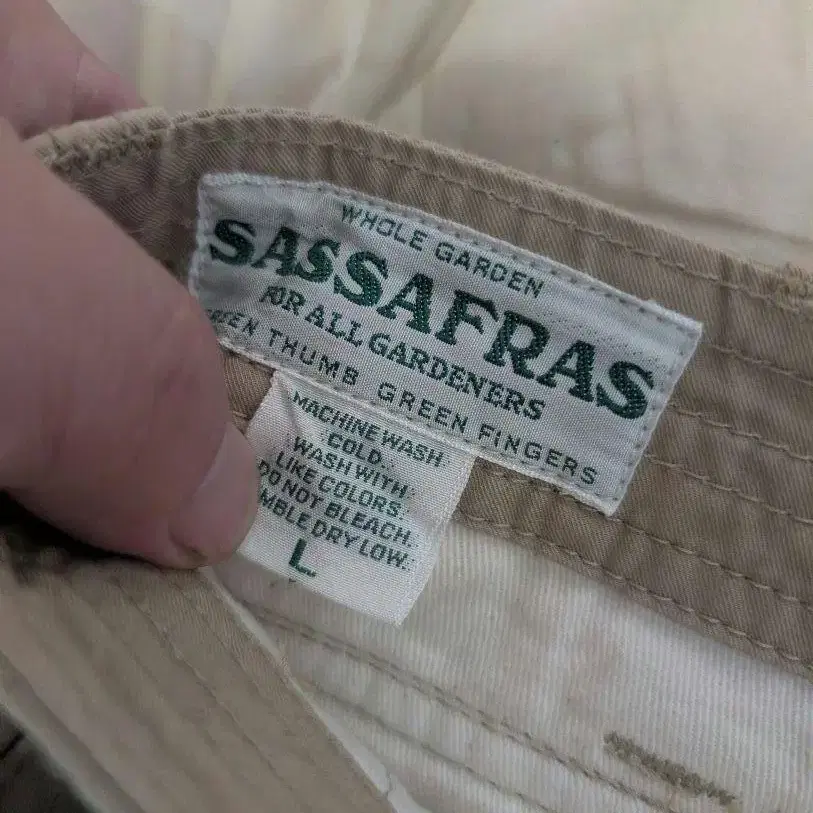 WHOLE GARDEN
SASSAFRAS
FOR ALL GARDENERS
THUMB GREEN FINGERS
MACHINE WASH
COLD.
WASH WITH
LIKE COLORS.
DO NOT BLEACH.
DRY LOW.
L